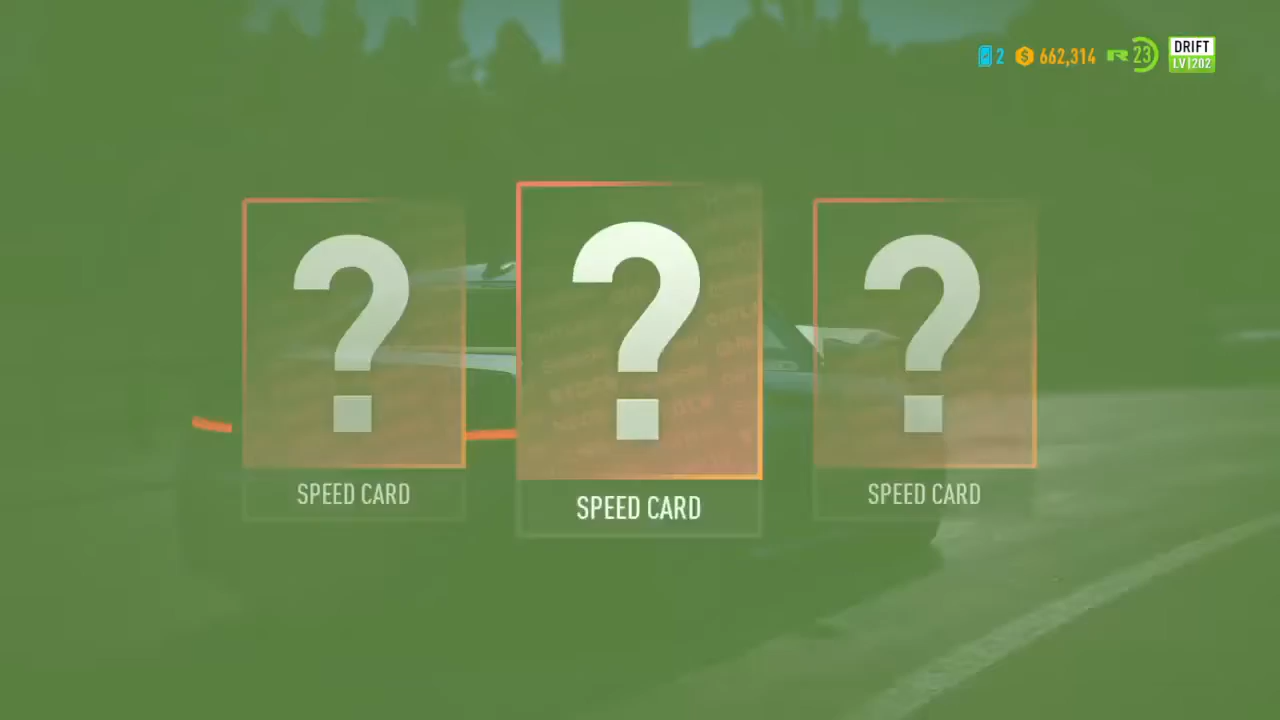 2 662,314 R 23 DRIFT
LV|202
? ? ?
SPEED CARD SPEED CARD SPEED CARD